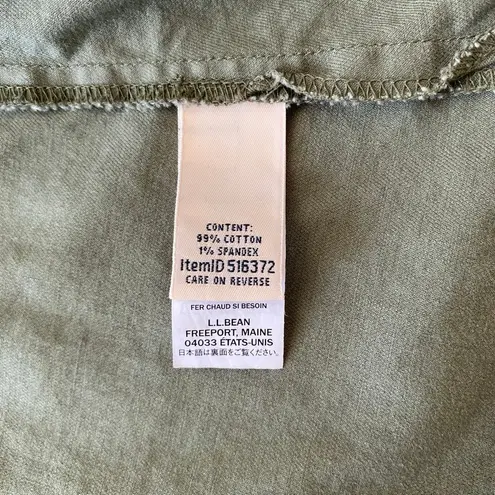 CONTENT:
99% COTTON
1% SPANDEX
ItemID 516372
CARE ON REVERSE
FER CHAUD SI BESOIN
L.L.BEAN
FREEPORT, MAINE
04033 ÉTATS-UNIS
日本語は裏面をご覧ください。